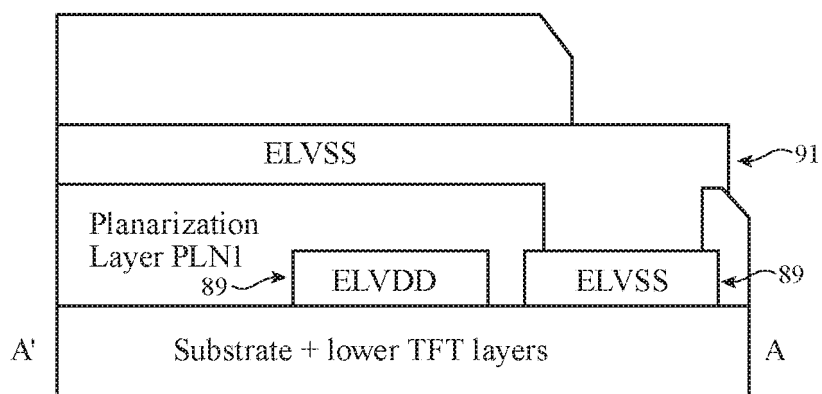 ELVSS
91
Planarization
Layer PLN1
89
ELVDD
ELVSS
89
A'
Substrate + lower TFT layers
A